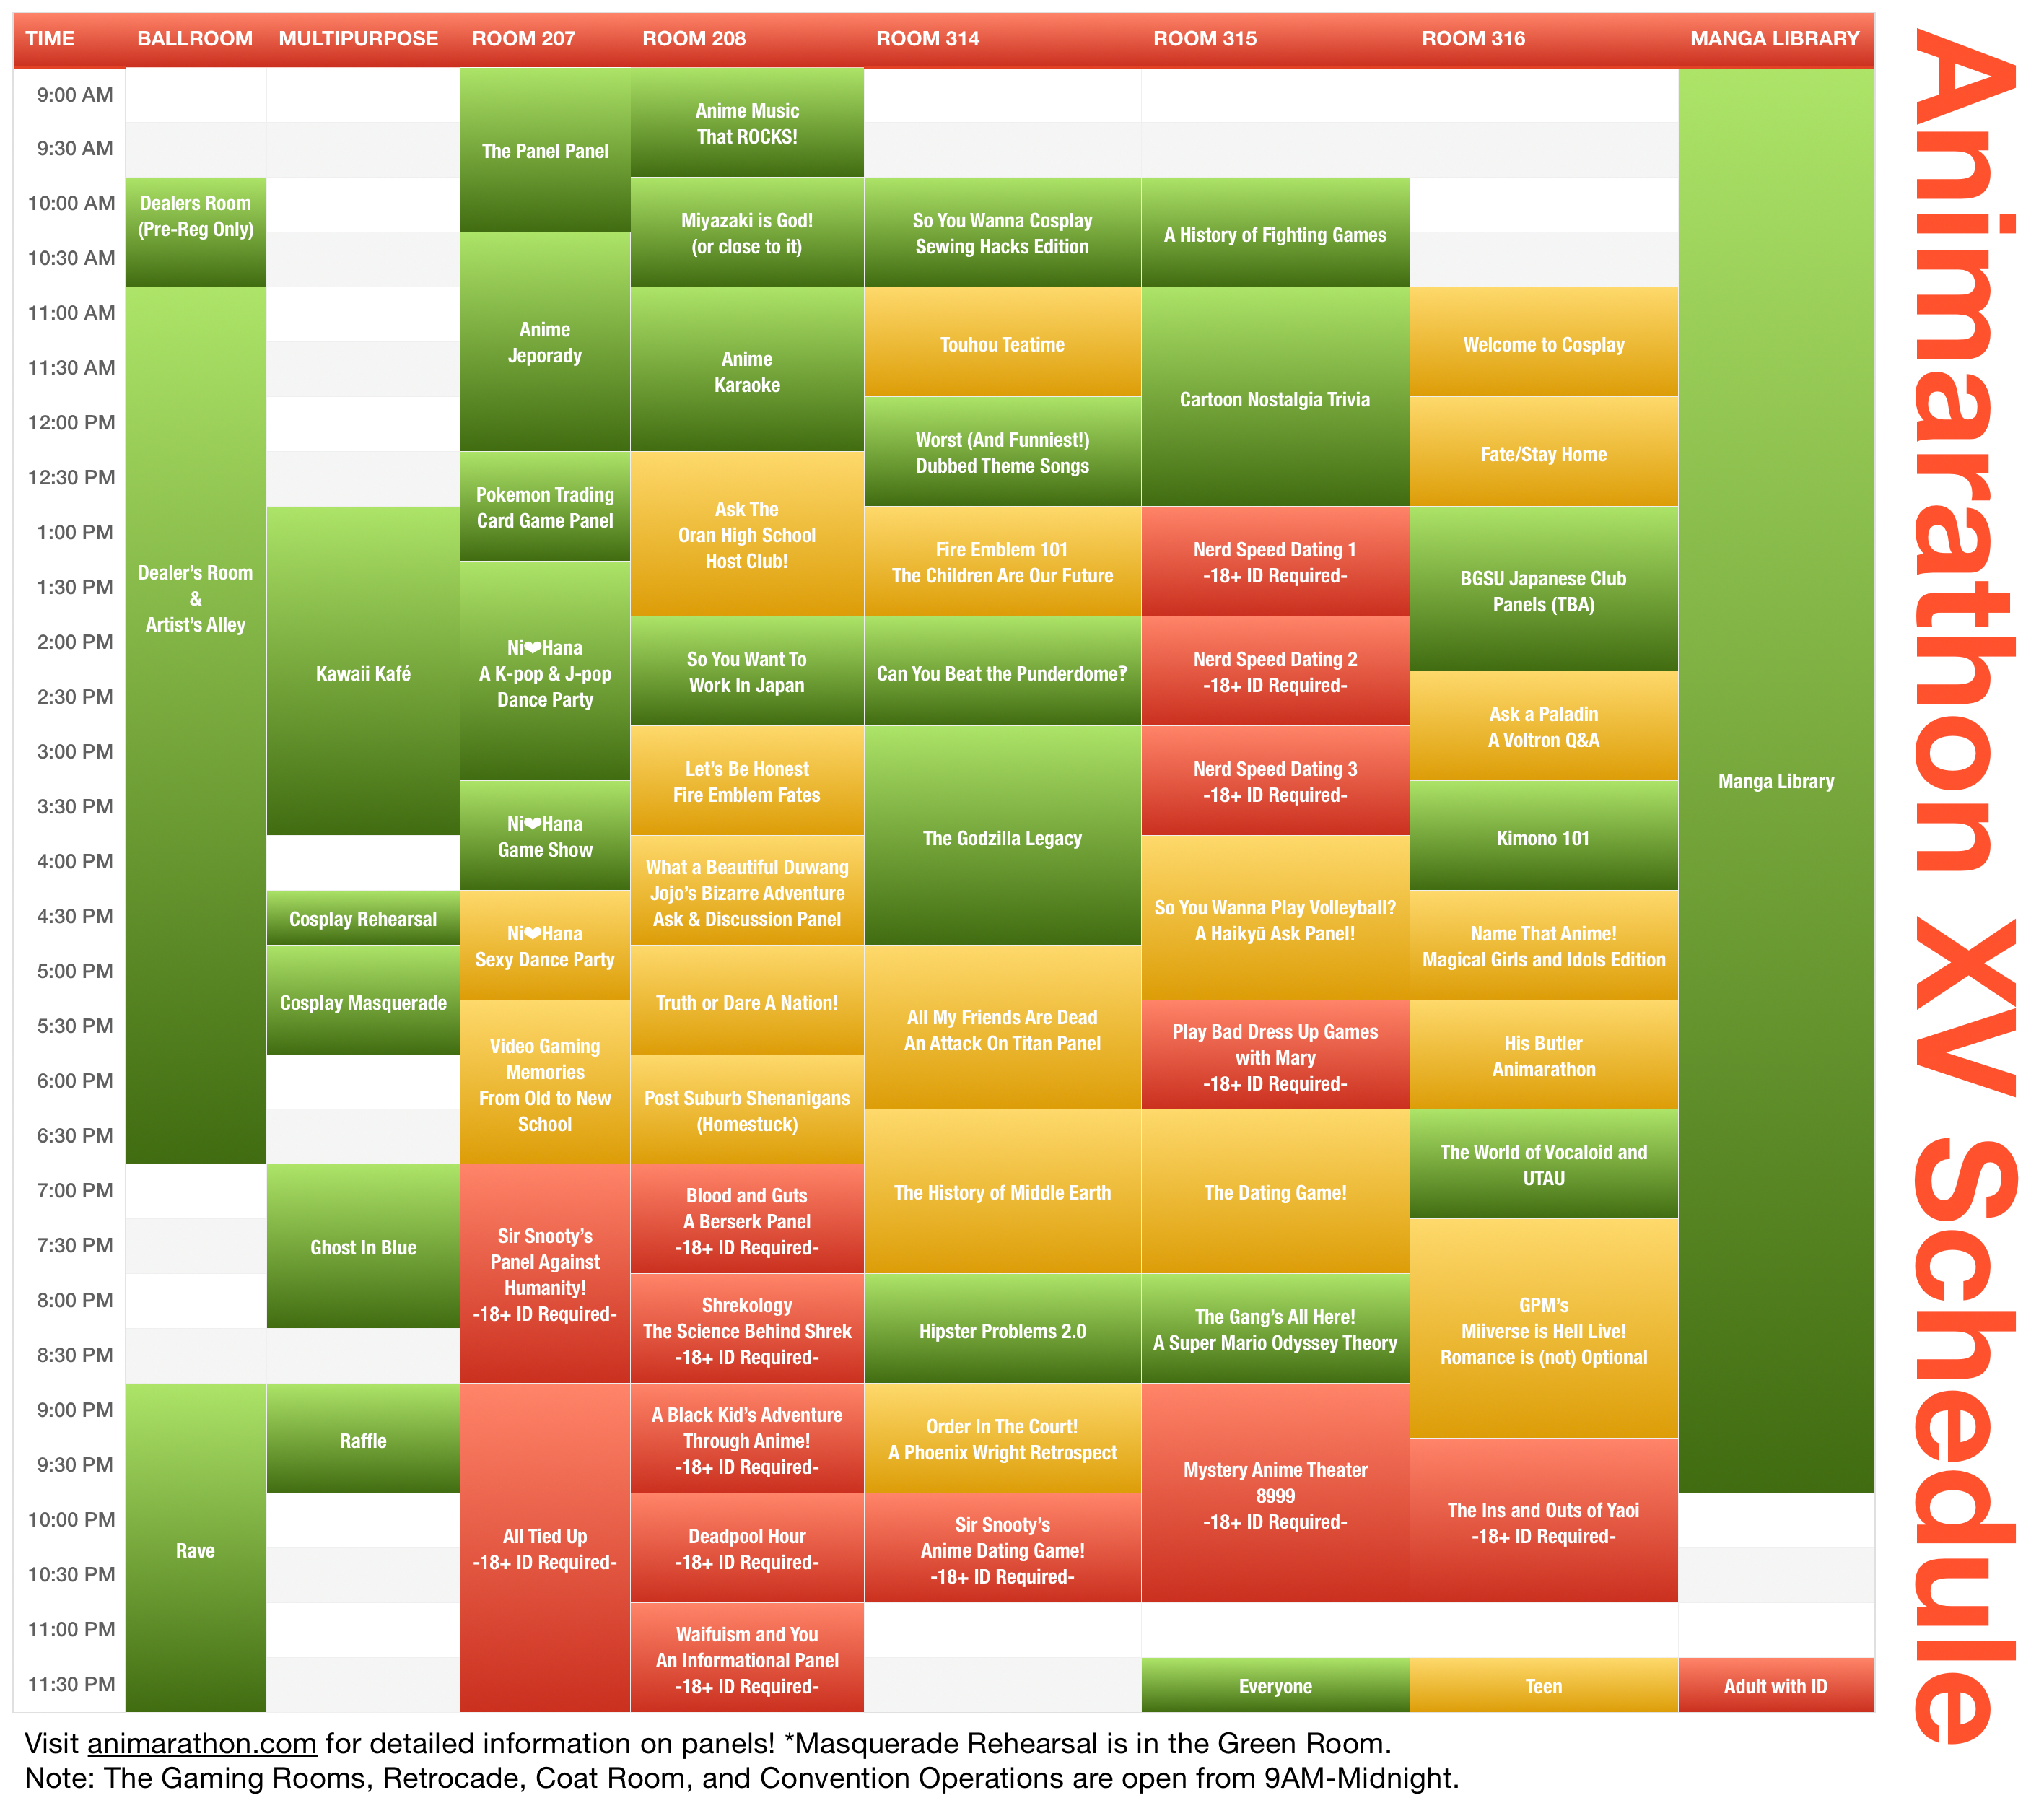 TIME BALLROOM MULTIPURPOSE ROOM 207 ROOM 208 ROOM 314 ROOM 315 ROOM 316 MANGA LIBRARY
9:00 AM
9:30 AM
10:00 AM
10:30 AM
11:00 AM
11:30 AM
12:00 PM
12:30 PM
1:00 PM
1:30 PM
2:00 PM
2:30 PM
3:00 PM
3:30 PM
4:00 PM
4:30 PM
5:00 PM
5:30 PM
6:00 PM
6:30 PM
7:00 PM
7:30 PM
8:00 PM
8:30 PM
9:00 PM
9:30 PM
10:00 PM
10:30 PM
11:00 PM
11:30 PM
Dealers Room
(Pre-Reg Only)
Dealer's Room
&
Artist's Alley
Rave
Kawaii Kafé
Cosplay Rehearsal
Cosplay Masquerade
Ghost In Blue
Raffle
The Panel Panel
Anime
Jeporady
Pokemon Trading
Card Game Panel
Ni❤Hana
A K-pop & J-pop
Dance Party
Ni❤Hana
Game Show
Ni❤Hana
Sexy Dance Party
Video Gaming
Memories
From Old to New
School
Sir Snooty's
Panel Against
Humanity!
-18+ ID Required-
All Tied Up
-18+ ID Required-
Anime Music
That ROCKS!
Miyazaki is God!
(or close to it)
Anime
Karaoke
Ask The
Oran High School
Host Club!
So You Want To
Work In Japan
Let's Be Honest
Fire Emblem Fates
What a Beautiful Duwang
Jojo's Bizarre Adventure
Ask & Discussion Panel
Truth or Dare A Nation!
Post Suburb Shenanigans
(Homestuck)
Blood and Guts
A Berserk Panel
-18+ ID Required-
Shrekology
The Science Behind Shrek
-18+ ID Required-
A Black Kid's Adventure
Through Anime!
-18+ ID Required-
Deadpool Hour
-18+ ID Required-
Waifuism and You
An Informational Panel
-18+ ID Required-
So You Wanna Cosplay
Sewing Hacks Edition
Touhou Teatime
Worst (And Funniest!)
Dubbed Theme Songs
Fire Emblem 101
The Children Are Our Future
Can You Beat the Punderdome‽
The Godzilla Legacy
All My Friends Are Dead
An Attack On Titan Panel
The History of Middle Earth
Hipster Problems 2.0
Order In The Court!
A Phoenix Wright Retrospect
Sir Snooty's
Anime Dating Game!
-18+ ID Required-
A History of Fighting Games
Cartoon Nostalgia Trivia
Nerd Speed Dating 1
-18+ ID Required-
Nerd Speed Dating 2
-18+ ID Required-
Nerd Speed Dating 3
-18+ ID Required-
So You Wanna Play Volleyball?
A Haikyū Ask Panel!
Play Bad Dress Up Games
with Mary
-18+ ID Required-
The Dating Game!
The Gang's All Here!
A Super Mario Odyssey Theory
Mystery Anime Theater
8999
-18+ ID Required-
Everyone
Welcome to Cosplay
Fate/Stay Home
BGSU Japanese Club
Panels (TBA)
Ask a Paladin
A Voltron Q&A
Kimono 101
Name That Anime!
Magical Girls and Idols Edition
His Butler
Animarathon
The World of Vocaloid and
UTAU
GPM's
Miiverse is Hell Live!
Romance is (not) Optional
The Ins and Outs of Yaoi
-18+ ID Required-
Teen
Manga Library
Adult with ID
Animarathon XV Schedule
Visit animarathon.com for detailed information on panels! *Masquerade Rehearsal is in the Green Room.
Note: The Gaming Rooms, Retrocade, Coat Room, and Convention Operations are open from 9AM-Midnight.